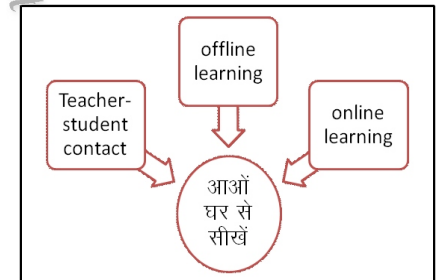 offline
learning
Teacher-
student
contact
online
learning
आओं
घर से
सीखें